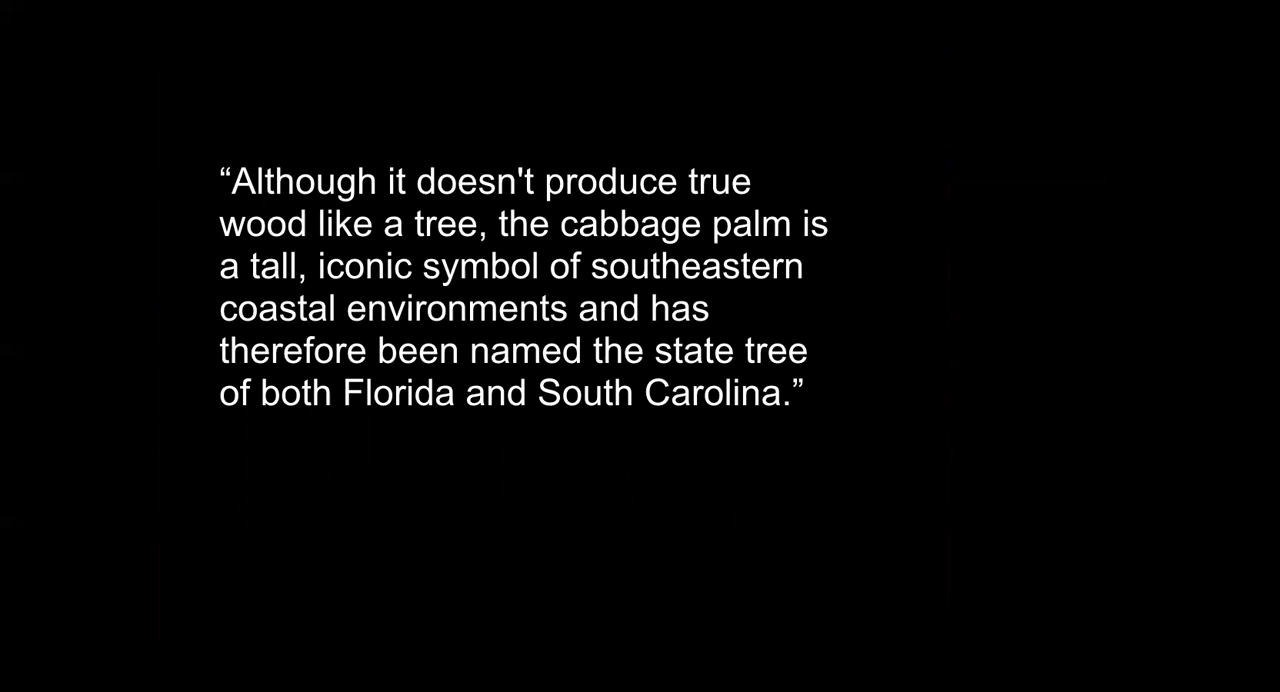 “Although it doesn't produce true
wood like a tree, the cabbage palm is
a tall, iconic symbol of southeastern
coastal environments and has
therefore been named the state tree
of both Florida and South Carolina.”